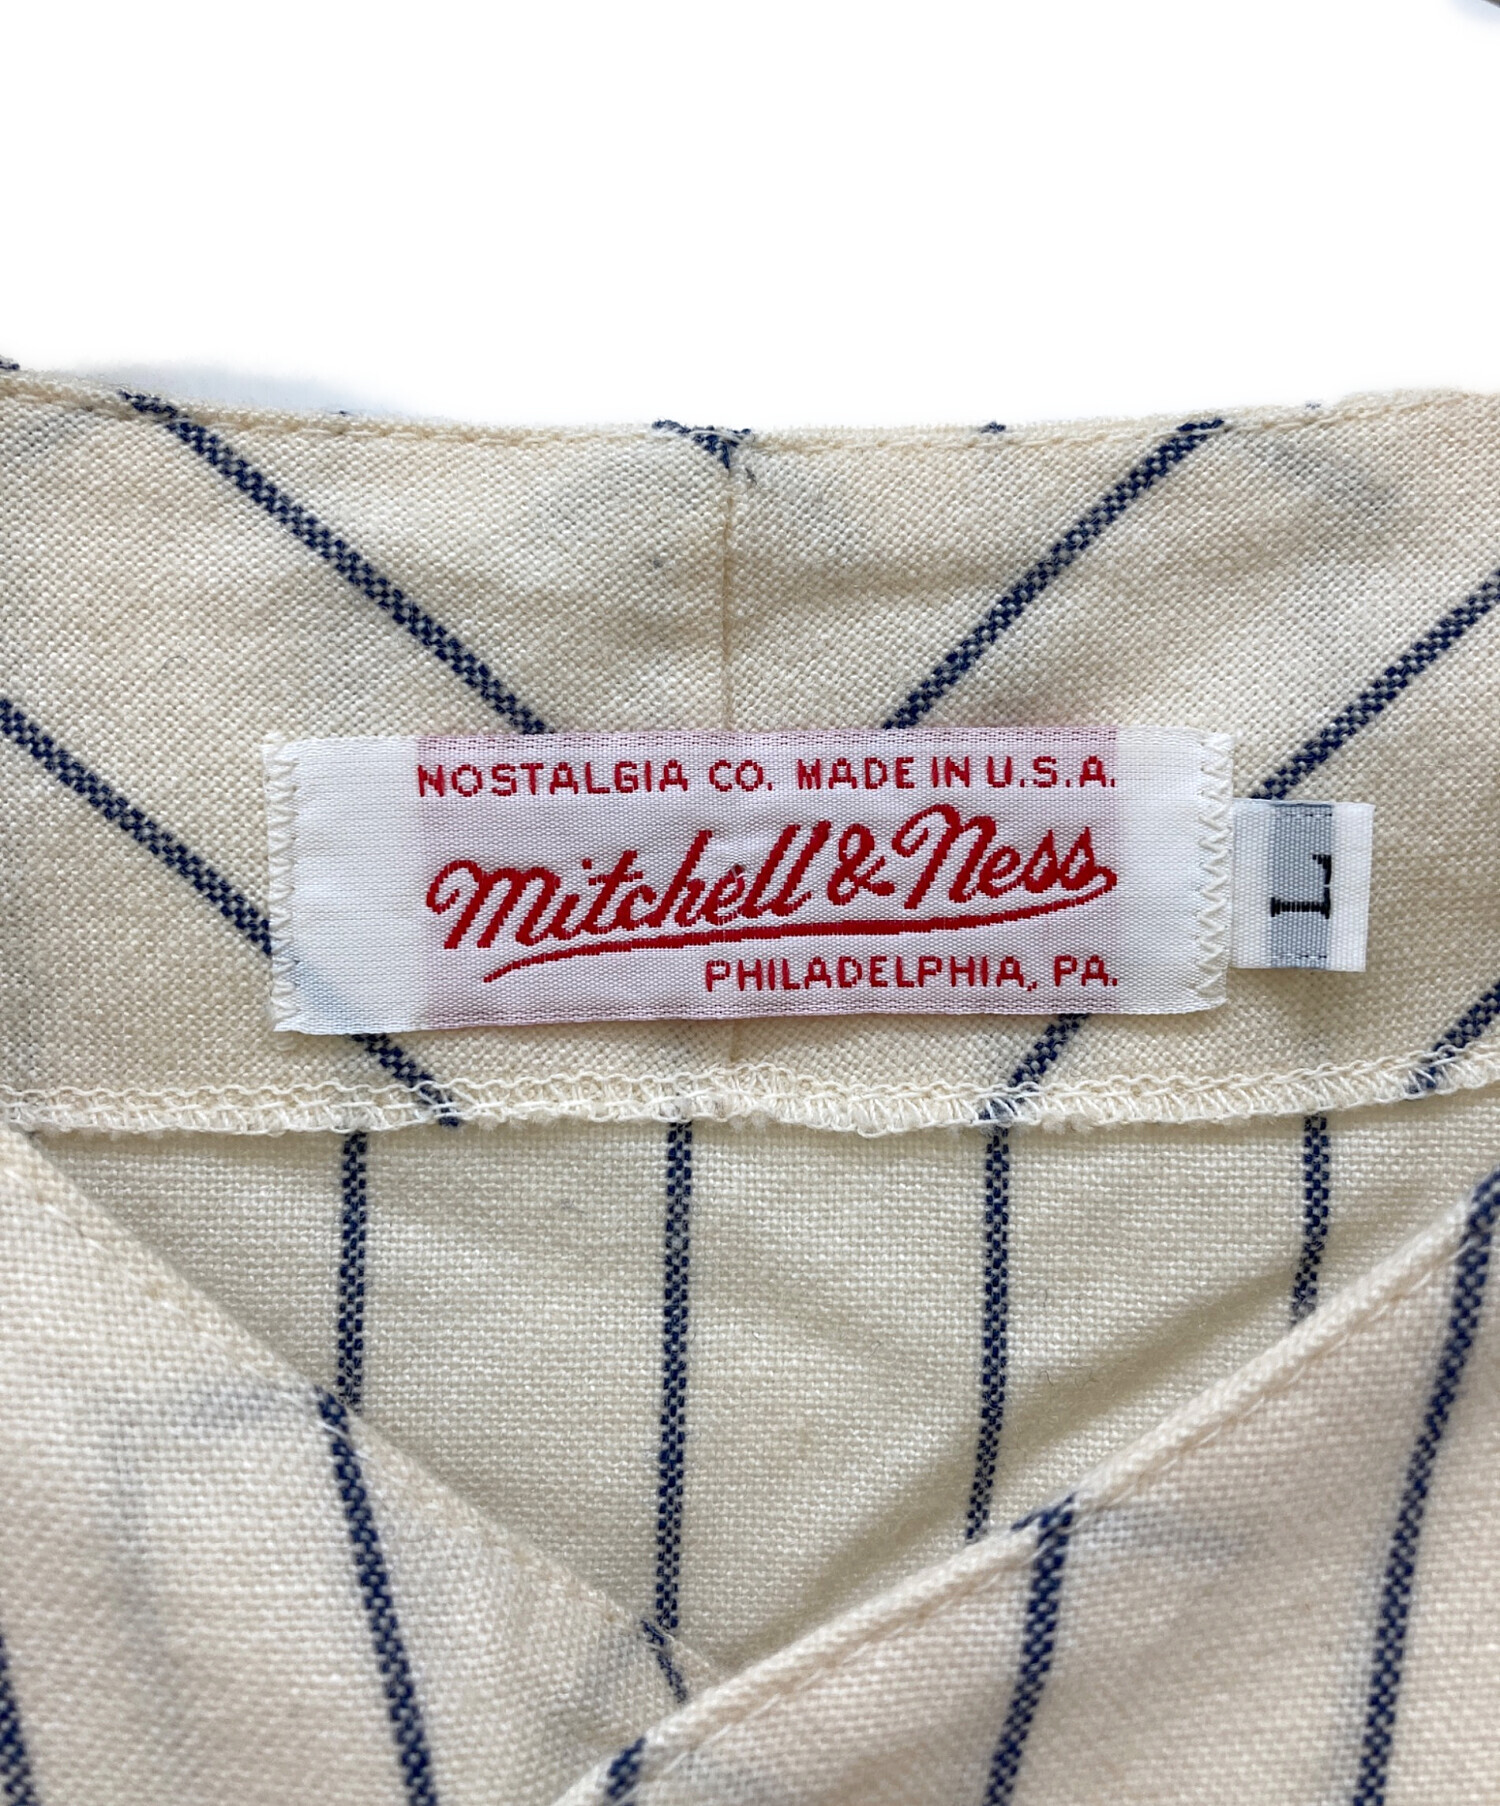 NOSTALGIA CO. MADE IN U.S.A.
Mitchell & Ness
PHILADELPHIA, PA.
L